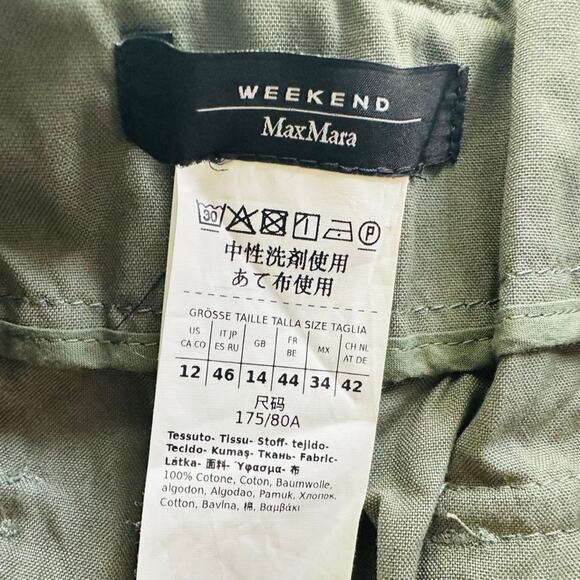 WEEKEND
MaxMara
30 1 P
中性洗剤使用
あて布使用
GRÖSSE TAILLE TALLA SIZE TAGLIA
US CA CO IT JP ES RU GB FR BE MX CH NL AT DE
12 46 14 44 34 42
尺码
175/80A
Tessuto- Tissu- Stoff- tejido-
Tecido- Kumaş- Ткань- Fabric-
Látka- 面料- Ύφασμα- 布
100% Cotone, Coton, Baumwolle,
algodon, Algodao, Pamuk, Хлопок,
Cotton, Bavlna, 棉, Βαμβάκι